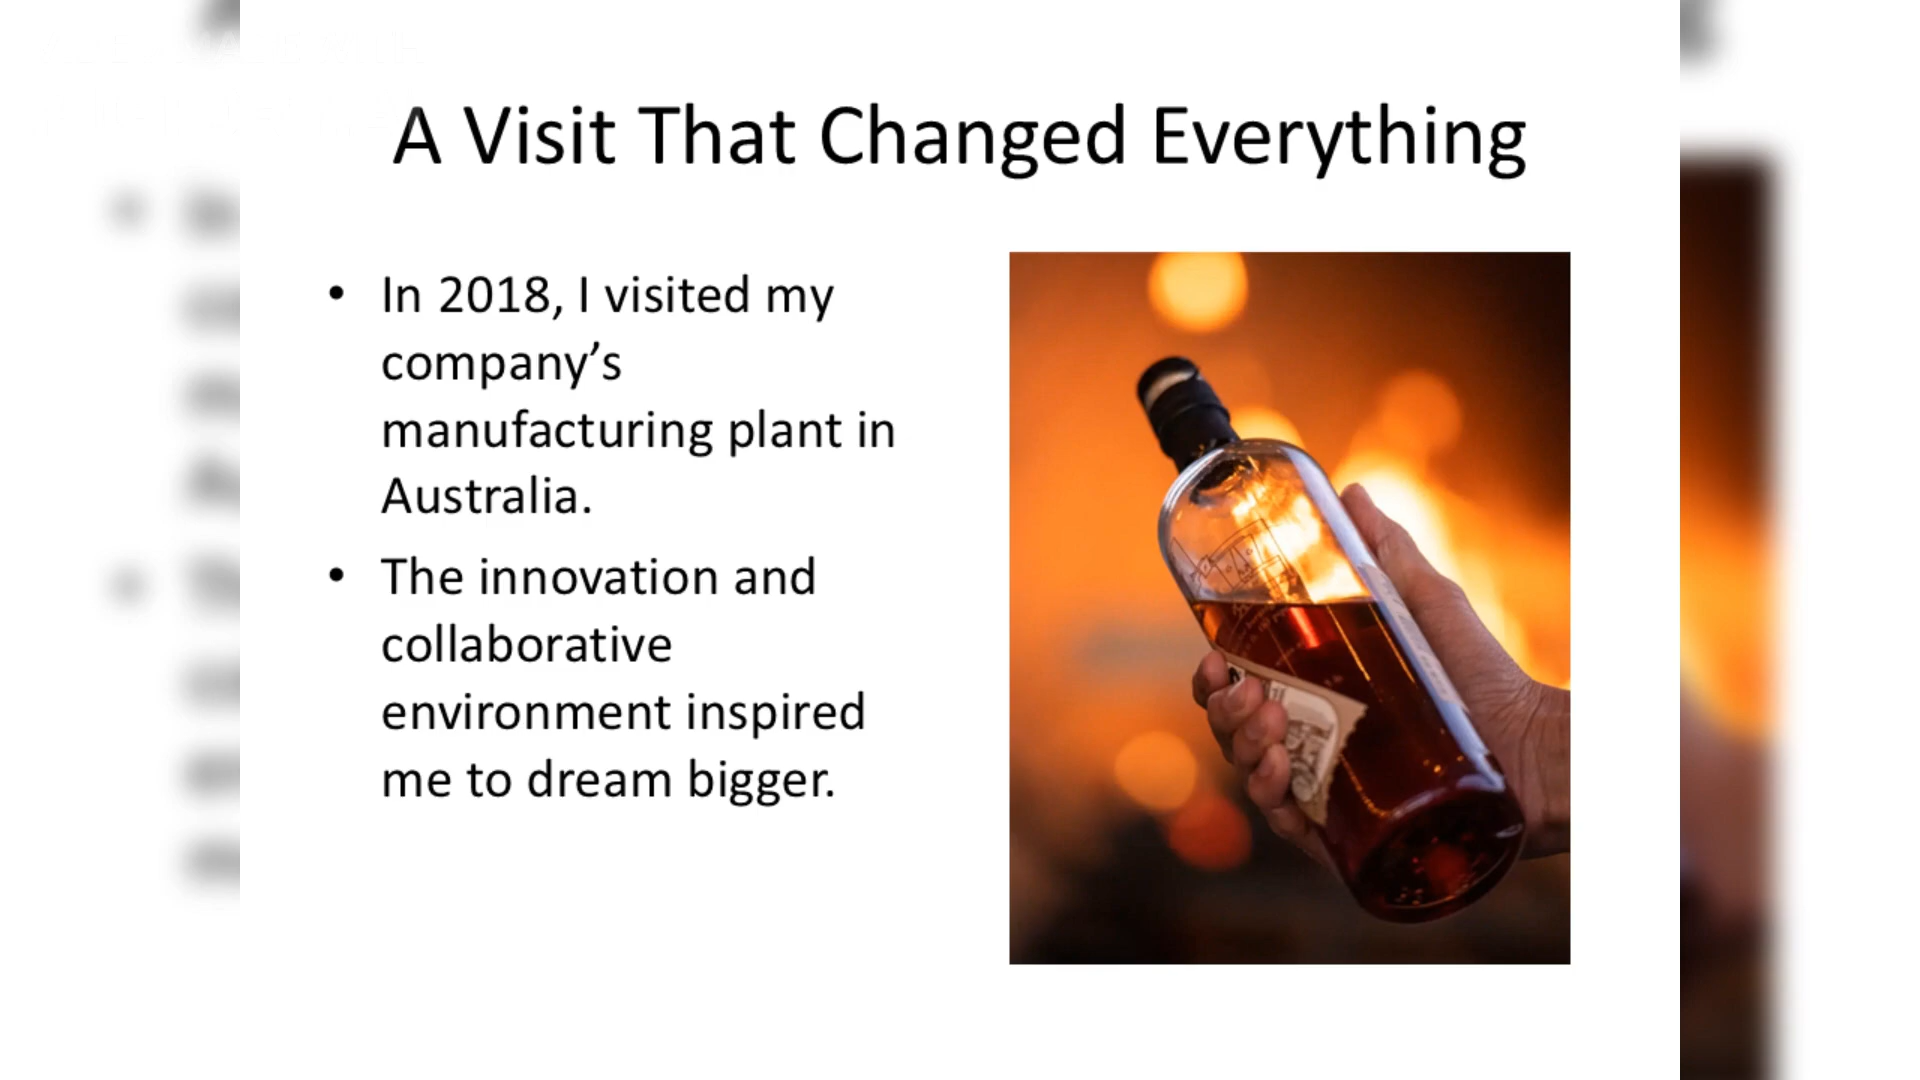 A Visit That Changed Everything
• In 2018, I visited my
company’s
manufacturing plant in
Australia.
• The innovation and
collaborative
environment inspired
me to dream bigger.